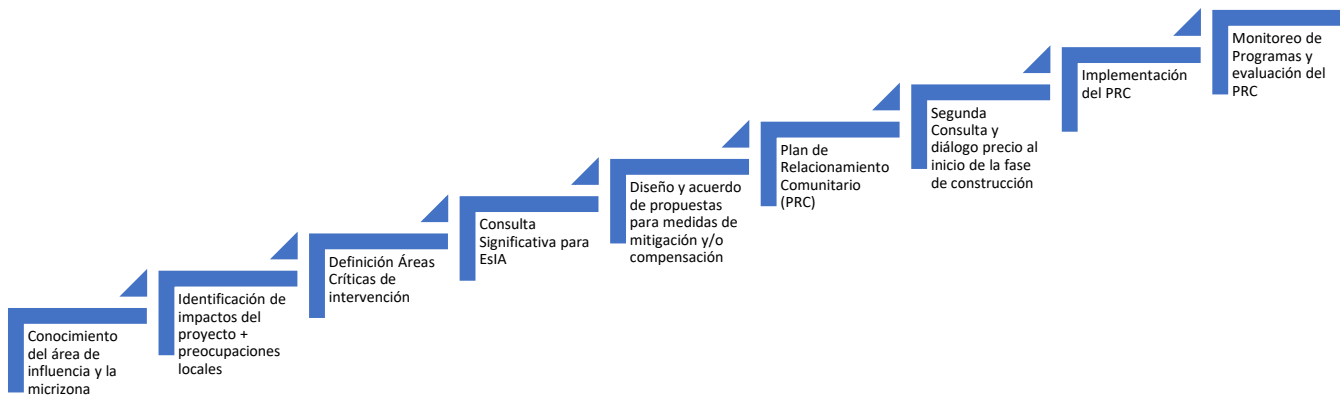 Conocimiento
del área de
influencia y la
micrizona
Identificación de
impactos del
proyecto +
preocupaciones
locales
Definición Áreas
Críticas de
intervención
Consulta
Significativa para
EsIA
Diseño y acuerdo
de propuestas
para medidas de
mitigación y/o
compensación
Plan de
Relacionamiento
Comunitario
(PRC)
Segunda
Consulta y
diálogo precio al
inicio de la fase
de construcción
Implementación
del PRC
Monitoreo de
Programas y
evaluación del
PRC